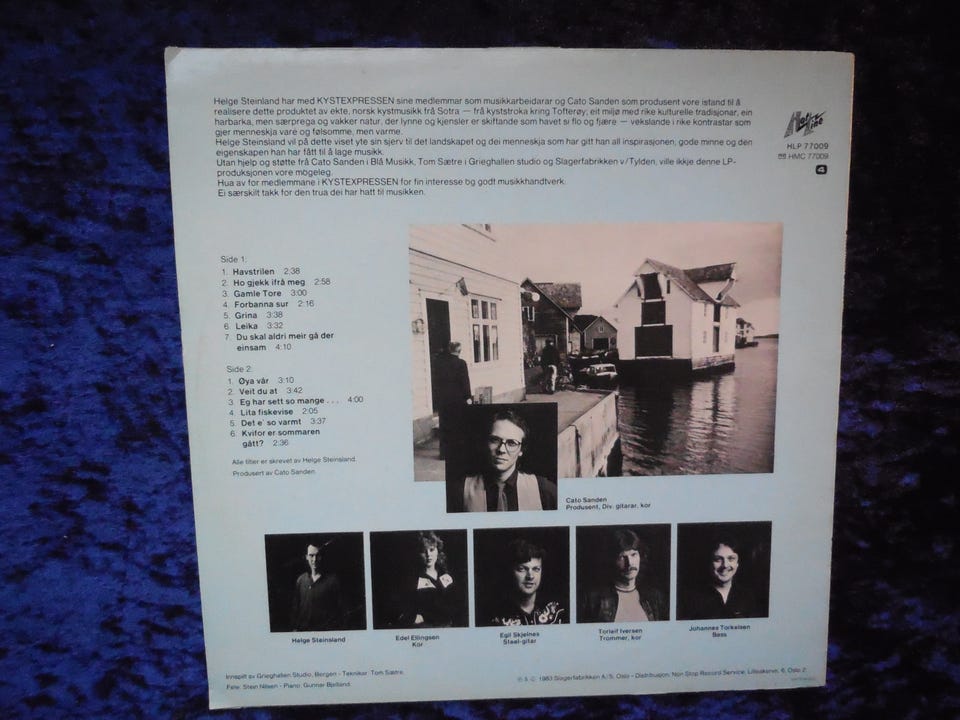 Helge Steinland har med KYSTEXPRESSEN sine medlemmar som musikkarbeidarar og Cato Sanden som produsent vore istand til å
realisere dette produktet av ekte, norsk kystmusikk frå Sotra — frå kyststroka kring Tofterøy, eit miljø med rike kulturelle tradisjonar, ein
harbarka, men særprega og vakker natur, der lynne og kjensler er skiftande som havet si flo og fjære — vekslande i rike kontrastar som
gjer menneskja vare og følsomme, men varme.
Helge Steinsland vil på dette viset yte sin sjerv til det landskapet og dei menneskja som har gitt han all inspirasjonen, gode minne og den
eigenskapen han har fått til å lage musikk.
Utan hjelp og støtte frå Cato Sanden i Blå Musikk, Tom Sætre i Grieghallen studio og Slagerfabrikken v/Tylden, ville ikkje denne LP-
produksjonen vore mögeleg.
Hua av for medlemmane i KYSTEXPRESSEN for fin interesse og godt musikkhandtverk.
Ei særskilt takk for den trua dei har hatt til musikken.
HLP 77009
HMC 77009
4
Side 1:
1. Havstrilen 2:38
2. Ho gjekk ifrå meg 2:58
3. Gamle Tore 3:00
4. Forbanna sur 2:16
5. Grina 3:38
6. Leika 3:32
7. Du skal aldri meir gå der
einsam 4:10
Side 2:
1. Øya vår 3:10
2. Veit du at 3:42
3. Eg har sett so mange . . . 4:00
4. Lita fiskevise 2:05
5. Det e' so varmt 3:37
6. Kvifor er sommaren
gått? 2:36
Alle titler er skrevet av Helge Steinsland.
Produsert av Cato Sanden.
Cato Sanden
Produsent, Div. gitarar, kor
Helge Steinsland
Edel Ellingsen
Kor
Egil Skjelnes
Steel-gitar
Torleif Iversen
Trommer, kor
Johannes Torkelsen
Bass
Innspilt av Grieghallen Studio, Bergen - Tekniker: Tom Sætre.
Fele: Stein Nilsen - Piano: Gunnar Bjelland.
℗ & © 1983 Slagerfabrikken A/S, Oslo - Distribusjon: Non Stop Record Service, Lilleakervn. 6, Oslo 2.